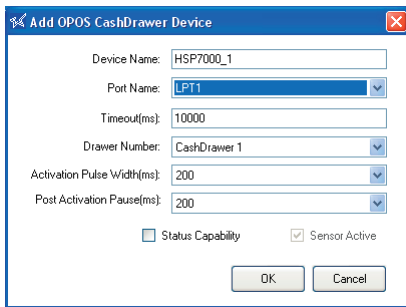 Add OPOS CashDrawer Device
Device Name: HSP7000_1
Port Name: LPT1
Timeout(ms): 10000
Drawer Number: CashDrawer 1
Activation Pulse Width(ms): 200
Post Activation Pause(ms): 200
Status Capability Sensor Active
OK Cancel